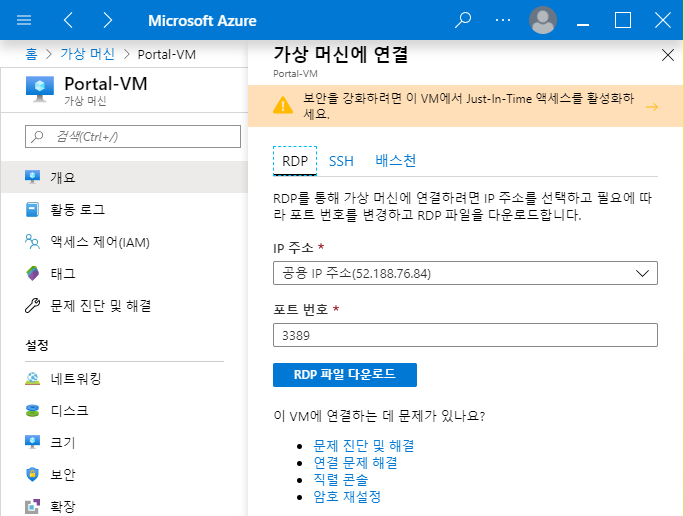 Microsoft Azure
홈 > 가상 머신 > Portal-VM
Portal-VM
가상 머신
검색(Ctrl+/)
개요
활동 로그
액세스 제어(IAM)
태그
문제 진단 및 해결
설정
네트워킹
디스크
크기
보안
확장
가상 머신에 연결
Portal-VM
보안을 강화하려면 이 VM에서 Just-In-Time 액세스를 활성화하
세요.
RDP SSH 배스천
RDP를 통해 가상 머신에 연결하려면 IP 주소를 선택하고 필요에 따
라 포트 번호를 변경하고 RDP 파일을 다운로드합니다.
IP 주소 *
공용 IP 주소(52.188.76.84)
포트 번호 *
3389
RDP 파일 다운로드
이 VM에 연결하는 데 문제가 있나요?
• 문제 진단 및 해결
• 연결 문제 해결
• 직렬 콘솔
• 암호 재설정